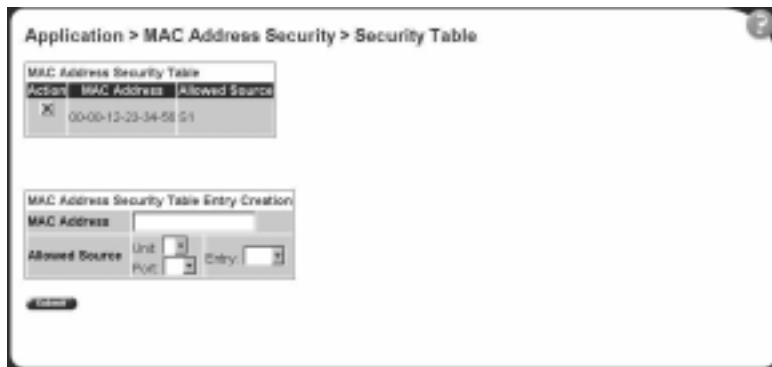 Application > MAC Address Security > Security Table
?
MAC Address Security Table
Action MAC Address Allowed Source
X 00-00-12-23-34-56 S1
MAC Address Security Table Entry Creation
MAC Address
Allowed Source Unit: Entry:
Port:
Submit